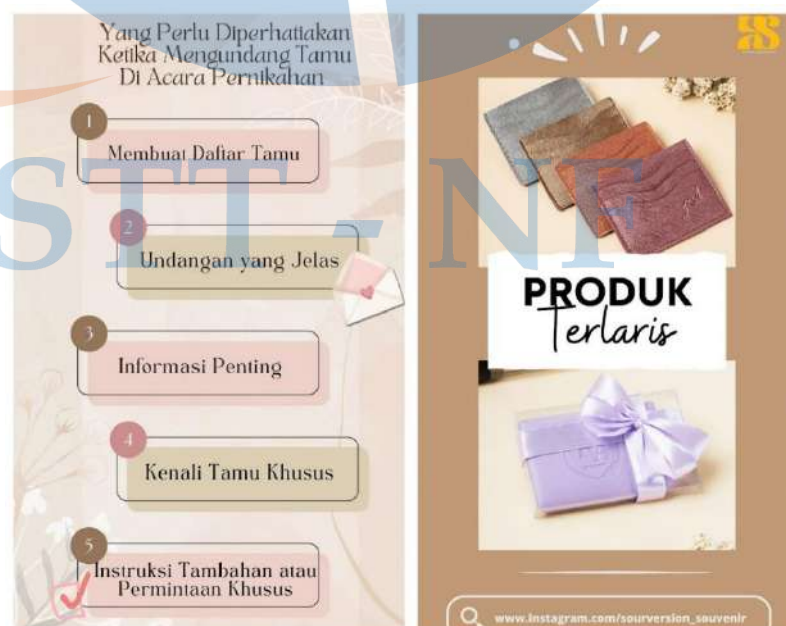 Yang Perlu Diperhatiakan
Ketika Mengundang Tamu
Di Acara Pernikahan
1
Membuat Daftar Tamu
2
Undangan yang Jelas
3
Informasi Penting
4
Kenali Tamu Khusus
5
Instruksi Tambahan atau
Permintaan Khusus
STT - NF
PRODUK
Terlaris
www.Instagram.com/sourversion_souvenir